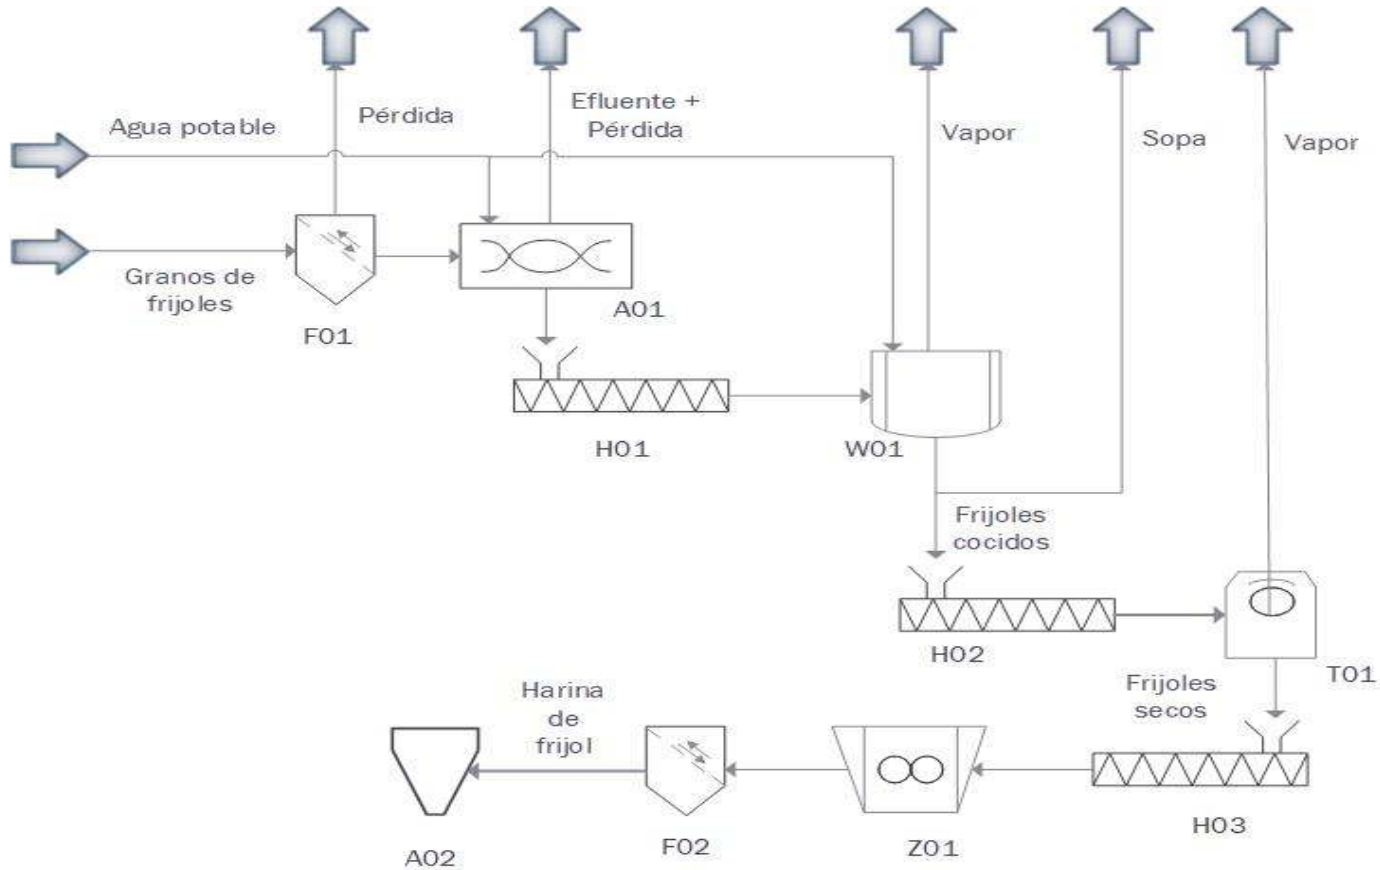 Agua potable
Pérdida
Efluente +
Pérdida
Vapor
Sopa
Vapor
Granos de
frijoles
F01
A01
H01
W01
Frijoles
cocidos
H02
T01
Frijoles
secos
Harina
de
frijol
H03
Z01
F02
A02